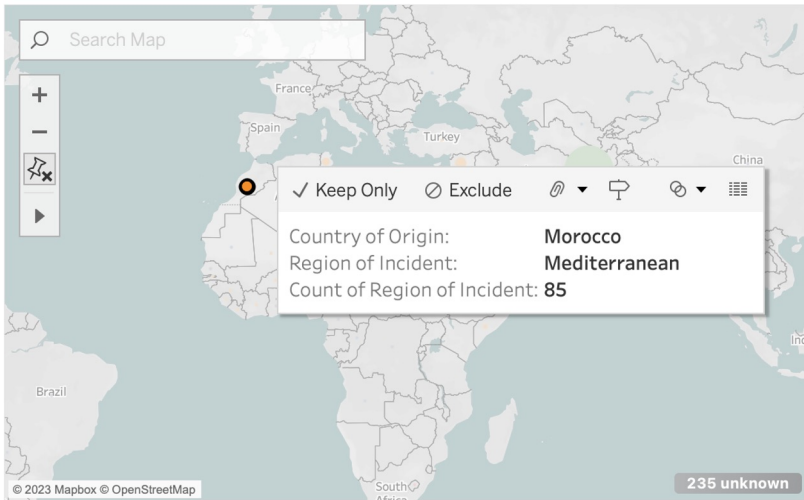 Search Map
France
Spain
Turkey
China
Keep Only
Exclude
Country of Origin: Morocco
Region of Incident: Mediterranean
Count of Region of Incident: 85
Brazil
South
Africa
© 2023 Mapbox © OpenStreetMap
235 unknown